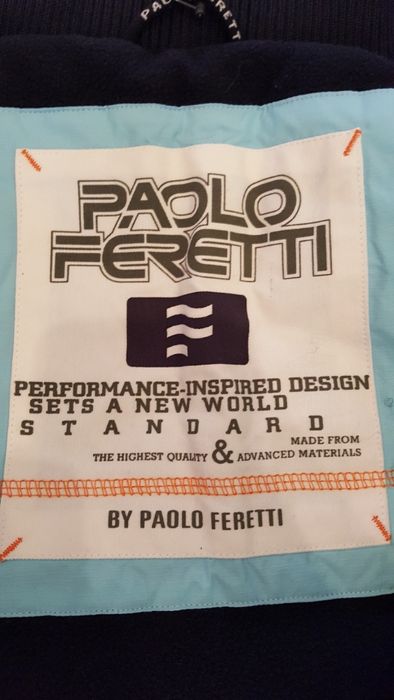 PAOLO FERETT
PAOLO
FERETTI
F
PERFORMANCE-INSPIRED DESIGN
SETS A NEW WORLD
STANDARD
MADE FROM
THE HIGHEST QUALITY & ADVANCED MATERIALS
BY PAOLO FERETTI